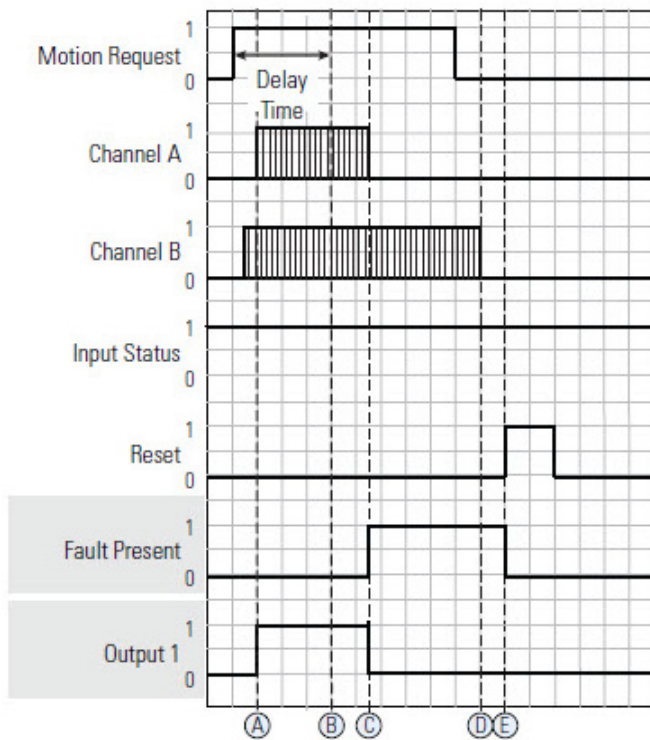 1
Motion Request
0
Delay
Time
1
Channel A
0
1
Channel B
0
1
Input Status
0
1
Reset
0
1
Fault Present
0
1
Output 1
0
A B C D E